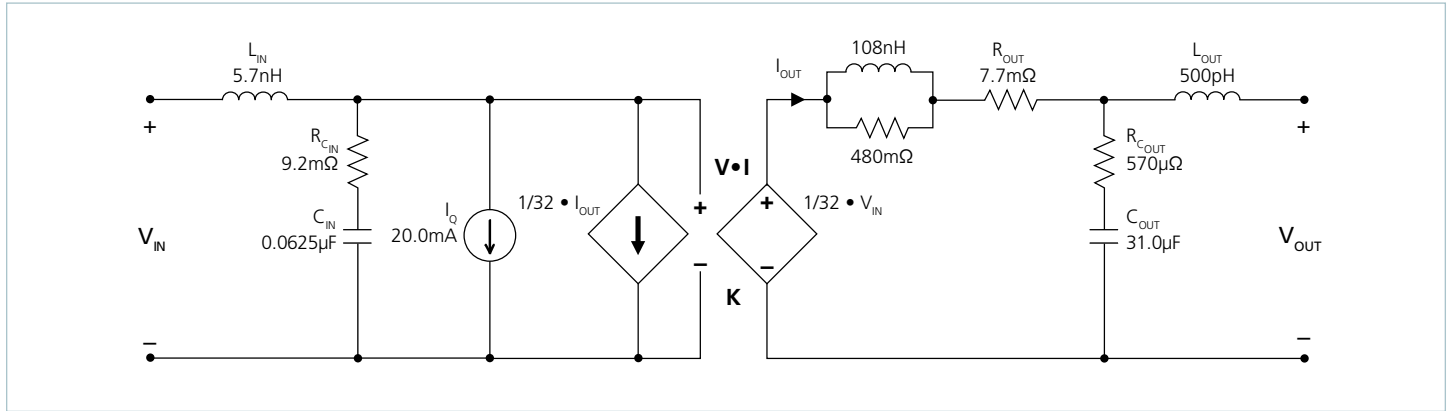 L_IN
5.7nH
+
R_C_IN
9.2mΩ
C_IN
0.0625µF
V_IN
–
I_Q
20.0mA
1/32 • I_OUT
+
–
V•I
K
+
–
1/32 • V_IN
I_OUT
108nH
480mΩ
R_OUT
7.7mΩ
L_OUT
500pH
R_C_OUT
570µΩ
C_OUT
31.0µF
+
V_OUT
–